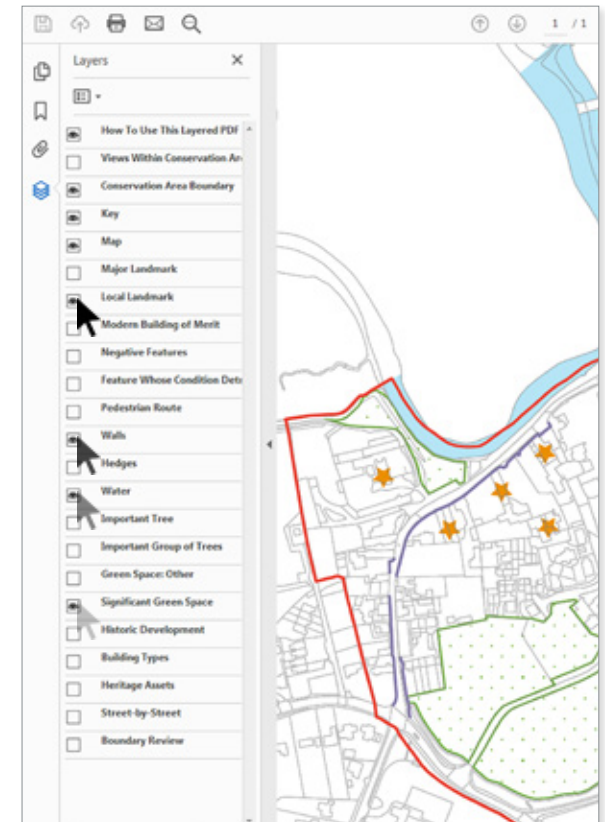 1 / 1
Layers
How To Use This Layered PDF
Views Within Conservation Are
Conservation Area Boundary
Key
Map
Major Landmark
Local Landmark
Modern Building of Merit
Negative Features
Feature Whose Condition Detr
Pedestrian Route
Walls
Hedges
Water
Important Tree
Important Group of Trees
Green Space: Other
Significant Green Space
Historic Development
Building Types
Heritage Assets
Street-by-Street
Boundary Review